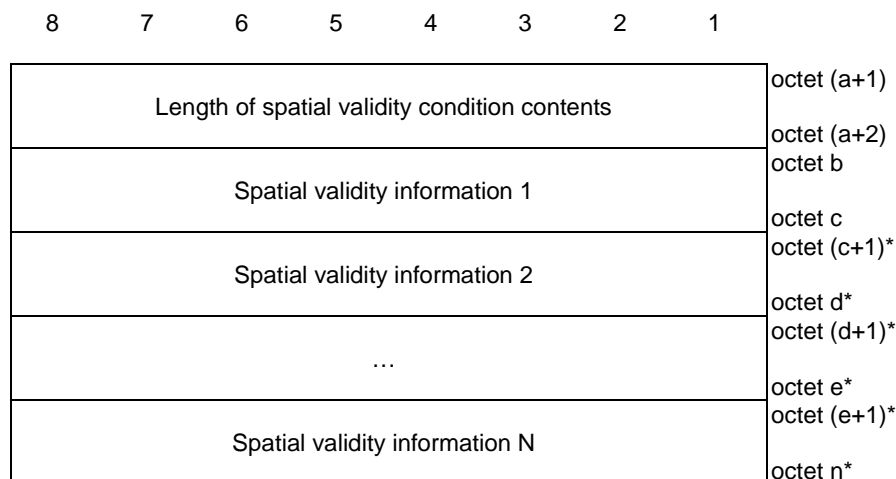 8 7 6 5 4 3 2 1
Length of spatial validity condition contents
octet (a+1)
octet (a+2)
Spatial validity information 1
octet b
octet c
Spatial validity information 2
octet (c+1)*
octet d*
…
octet (d+1)*
octet e*
Spatial validity information N
octet (e+1)*
octet n*